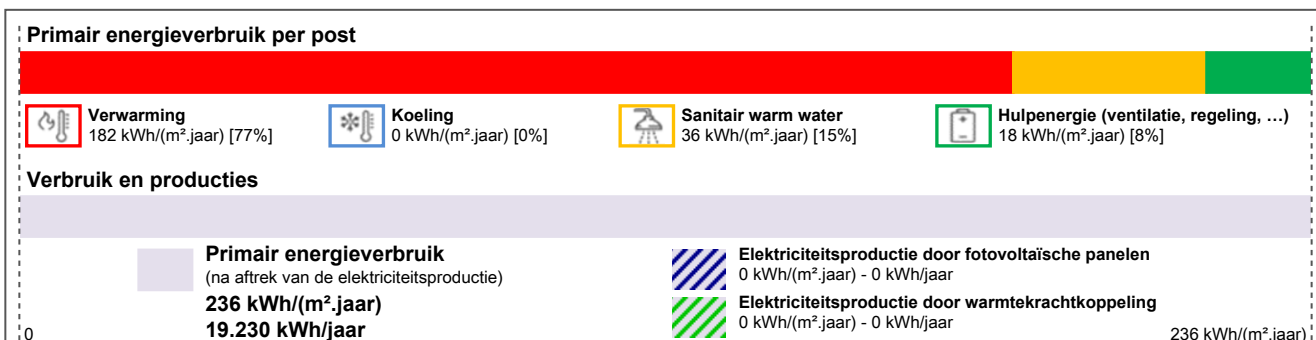 Primair energieverbruik per post
Verwarming
182 kWh/(m².jaar) [77%]
Koeling
0 kWh/(m².jaar) [0%]
Sanitair warm water
36 kWh/(m².jaar) [15%]
Hulpenergie (ventilatie, regeling, …)
18 kWh/(m².jaar) [8%]
Verbruik en producties
Primair energieverbruik
(na aftrek van de elektriciteitsproductie)
236 kWh/(m².jaar)
19.230 kWh/jaar
Elektriciteitsproductie door fotovoltaïsche panelen
0 kWh/(m².jaar) - 0 kWh/jaar
Elektriciteitsproductie door warmtekrachtkoppeling
0 kWh/(m².jaar) - 0 kWh/jaar
0
236 kWh/(m².jaar)